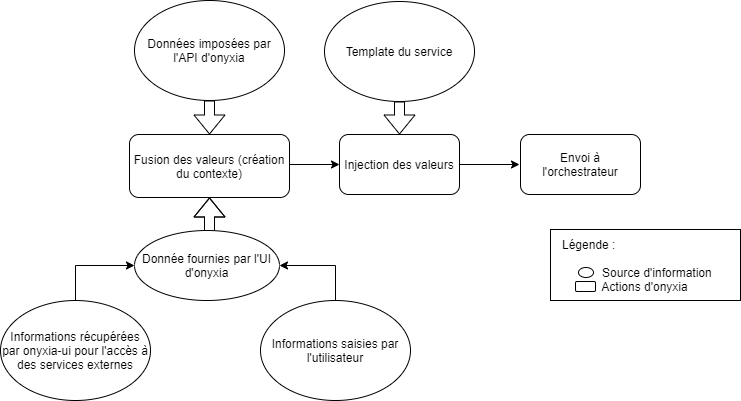 Données imposées par
l'API d'onyxia
Template du service
Fusion des valeurs (création
du contexte)
Injection des valeurs
Envoi à
l'orchestrateur
Donnée fournies par l'UI
d'onyxia
Légende :
Source d'information
Actions d'onyxia
Informations récupérées
par onyxia-ui pour l'accès à
des services externes
Informations saisies par
l'utilisateur